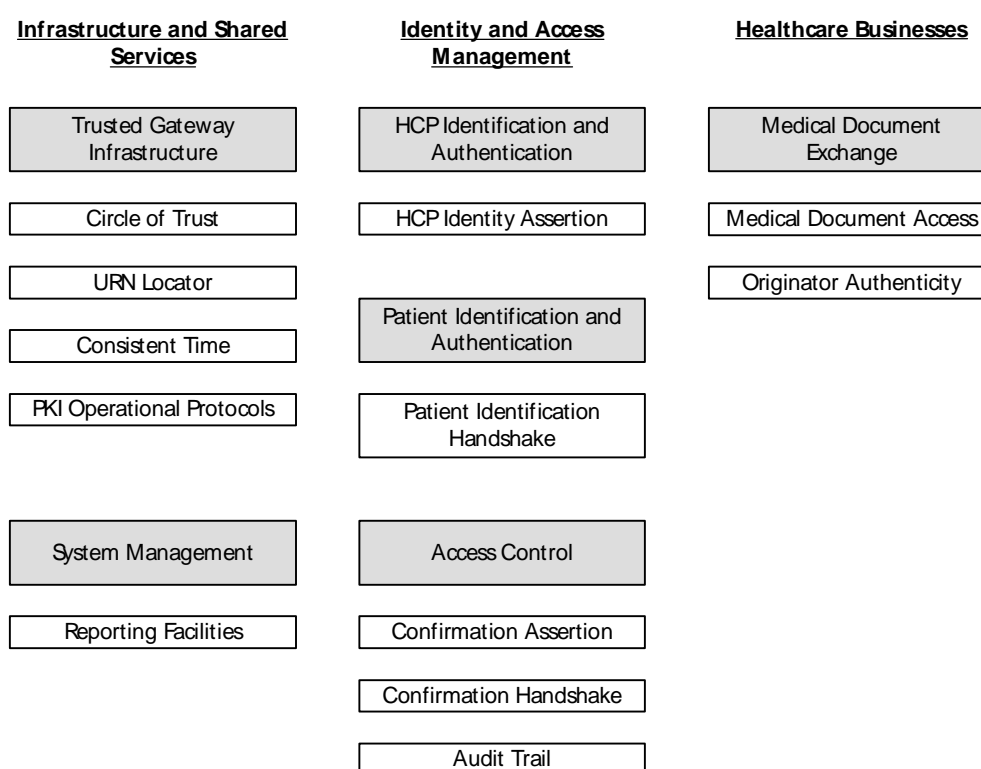 Infrastructure and Shared
Services
Trusted Gateway
Infrastructure
Circle of Trust
URN Locator
Consistent Time
PKI Operational Protocols
System Management
Reporting Facilities
Identity and Access
Management
HCP Identification and
Authentication
HCP Identity Assertion
Patient Identification and
Authentication
Patient Identification
Handshake
Access Control
Confirmation Assertion
Confirmation Handshake
Audit Trail
Healthcare Businesses
Medical Document
Exchange
Medical Document Access
Originator Authenticity